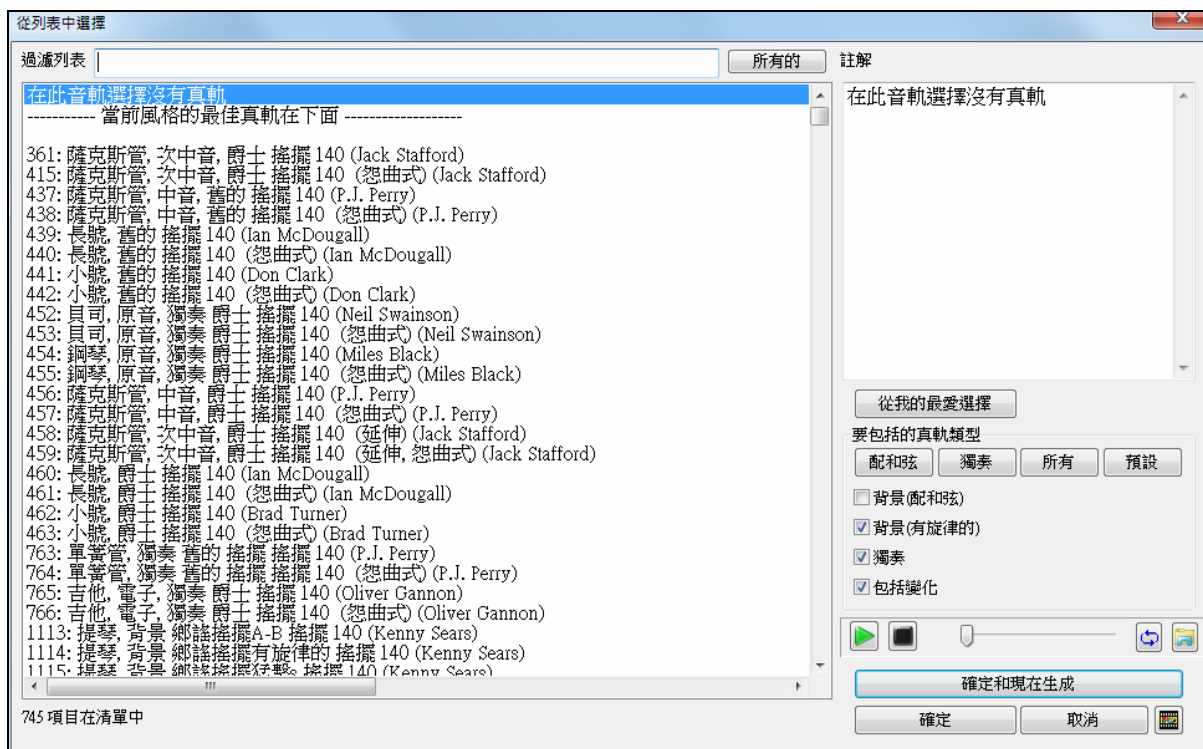 從列表中選擇
過濾列表
所有的
註解
在此音軌選擇沒有真軌
----------- 當前風格的最佳真軌在下面 -------------------
361: 薩克斯管, 次中音, 爵士 搖擺 140 (Jack Stafford)
415: 薩克斯管, 次中音, 爵士 搖擺 140 (怨曲式) (Jack Stafford)
437: 薩克斯管, 中音, 舊的 搖擺 140 (P.J. Perry)
438: 薩克斯管, 中音, 舊的 搖擺 140 (怨曲式) (P.J. Perry)
439: 長號, 舊的 搖擺 140 (Ian McDougall)
440: 長號, 舊的 搖擺 140 (怨曲式) (Ian McDougall)
441: 小號, 舊的 搖擺 140 (Don Clark)
442: 小號, 舊的 搖擺 140 (怨曲式) (Don Clark)
452: 貝司, 原音, 獨奏 爵士 搖擺 140 (Neil Swainson)
453: 貝司, 原音, 獨奏 爵士 搖擺 140 (怨曲式) (Neil Swainson)
454: 鋼琴, 原音, 獨奏 爵士 搖擺 140 (Miles Black)
455: 鋼琴, 原音, 獨奏 爵士 搖擺 140 (怨曲式) (Miles Black)
456: 薩克斯管, 中音, 爵士 搖擺 140 (P.J. Perry)
457: 薩克斯管, 中音, 爵士 搖擺 140 (怨曲式) (P.J. Perry)
458: 薩克斯管, 次中音, 爵士 搖擺 140 (延伸) (Jack Stafford)
459: 薩克斯管, 次中音, 爵士 搖擺 140 (延伸, 怨曲式) (Jack Stafford)
460: 長號, 爵士 搖擺 140 (Ian McDougall)
461: 長號, 爵士 搖擺 140 (怨曲式) (Ian McDougall)
462: 小號, 爵士 搖擺 140 (Brad Turner)
463: 小號, 爵士 搖擺 140 (怨曲式) (Brad Turner)
763: 單簧管, 獨奏 舊的 搖擺 搖擺 140 (P.J. Perry)
764: 單簧管, 獨奏 舊的 搖擺 搖擺 140 (怨曲式) (P.J. Perry)
765: 吉他, 電子, 獨奏 爵士 搖擺 140 (Oliver Gannon)
766: 吉他, 電子, 獨奏 爵士 搖擺 140 (怨曲式) (Oliver Gannon)
1113: 提琴, 背景 鄉謠搖擺A-B 搖擺 140 (Kenny Sears)
1114: 提琴, 背景 鄉謠搖擺有旋律的 搖擺 140 (Kenny Sears)
1115: 提琴, 背景 鄉謠搖擺猛擊s 搖擺 140 (Kenny Sears)
745 項目在清單中
在此音軌選擇沒有真軌
從我的最愛選擇
要包括的真軌類型
配和弦 獨奏 所有 預設
背景(配和弦)
背景(有旋律的)
獨奏
包括變化
確定和現在生成
確定 取消